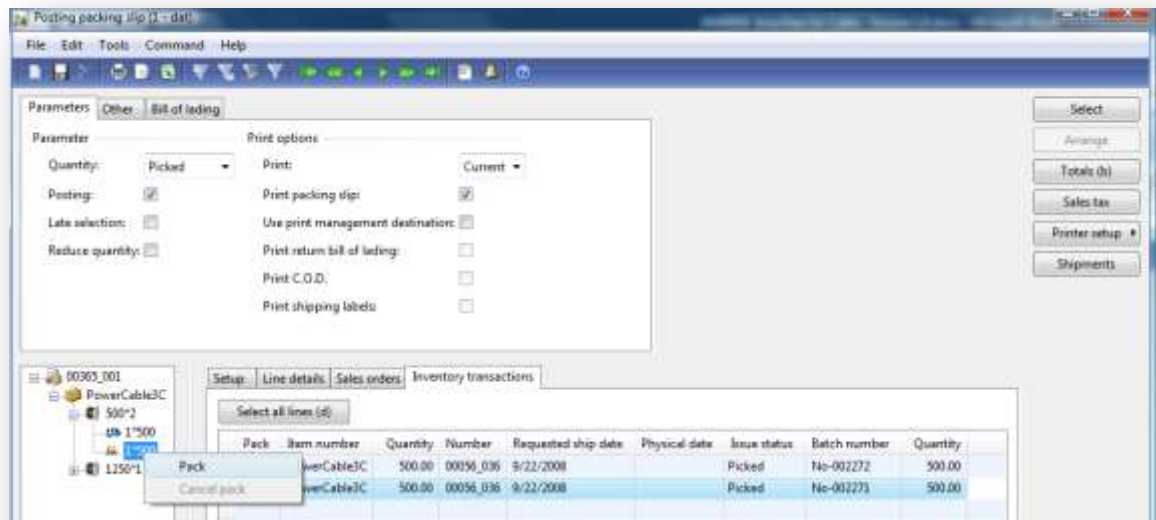 Posting packing slip (1 - dat)
File Edit Tools Command Help
Parameters Other Bill of lading
Parameter Print options
Quantity: Picked Print: Current
Posting: Print packing slip:
Late selection: Use print management destination:
Reduce quantity: Print return bill of lading:
Print C.O.D.
Print shipping labels:
Select
Arrange
Totals (h)
Sales tax
Printer setup
Shipments
00365_001
PowerCable3C
500*2
1*500
1*500
1250*1
Pack
Cancel pack
Setup Line details Sales orders Inventory transactions
Select all lines (d)
Pack Item number Quantity Number Requested ship date Physical date Issue status Batch number Quantity
werCable3C 500.00 00056_036 9/22/2008 Picked No-002272 500.00
werCable3C 500.00 00056_036 9/22/2008 Picked No-002271 500.00